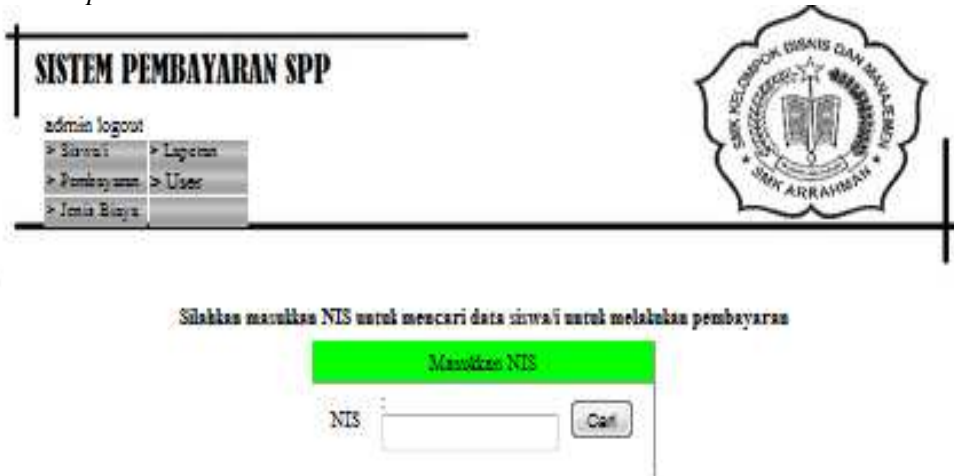 SISTEM PEMBAYARAN SPP
SMK KELOMPOK BISNIS DAN MANAJEMEN
* SMK ARRAHMAN *
admin logout
> Siswa/i > Laporan
> Pembayaran > User
> Jenis Biaya
Silahkan masukkan NIS untuk mencari data siswa/i untuk melakukan pembayaran
Masukkan NIS
NIS : Cari